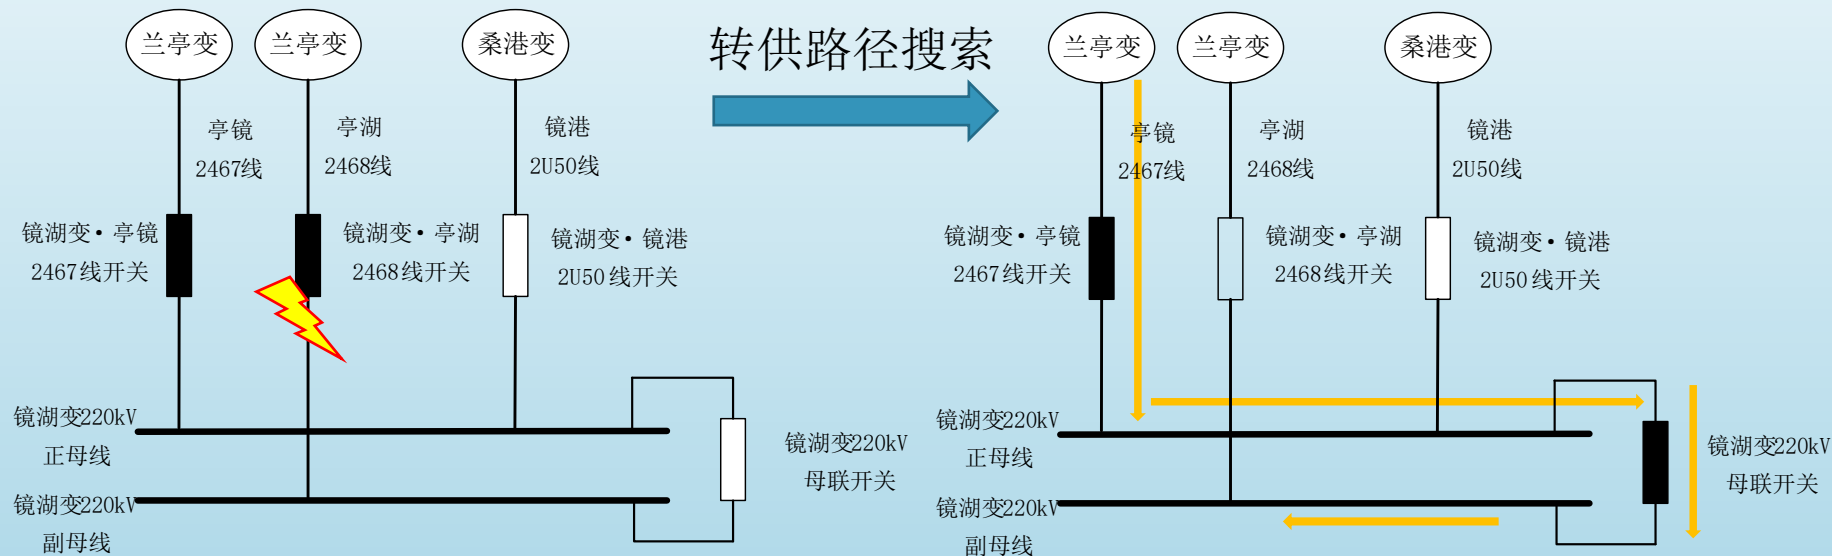 兰亭变
兰亭变
桑港变
亭镜
2467线
亭湖
2468线
镜港
2U50线
镜湖变·亭镜
2467线开关
镜湖变·亭湖
2468线开关
镜湖变·镜港
2U50线开关
镜湖变220kV
正母线
镜湖变220kV
副母线
镜湖变220kV
母联开关
转供路径搜索
兰亭变
兰亭变
桑港变
亭镜
2467线
亭湖
2468线
镜港
2U50线
镜湖变·亭镜
2467线开关
镜湖变·亭湖
2468线开关
镜湖变·镜港
2U50线开关
镜湖变220kV
正母线
镜湖变220kV
副母线
镜湖变220kV
母联开关